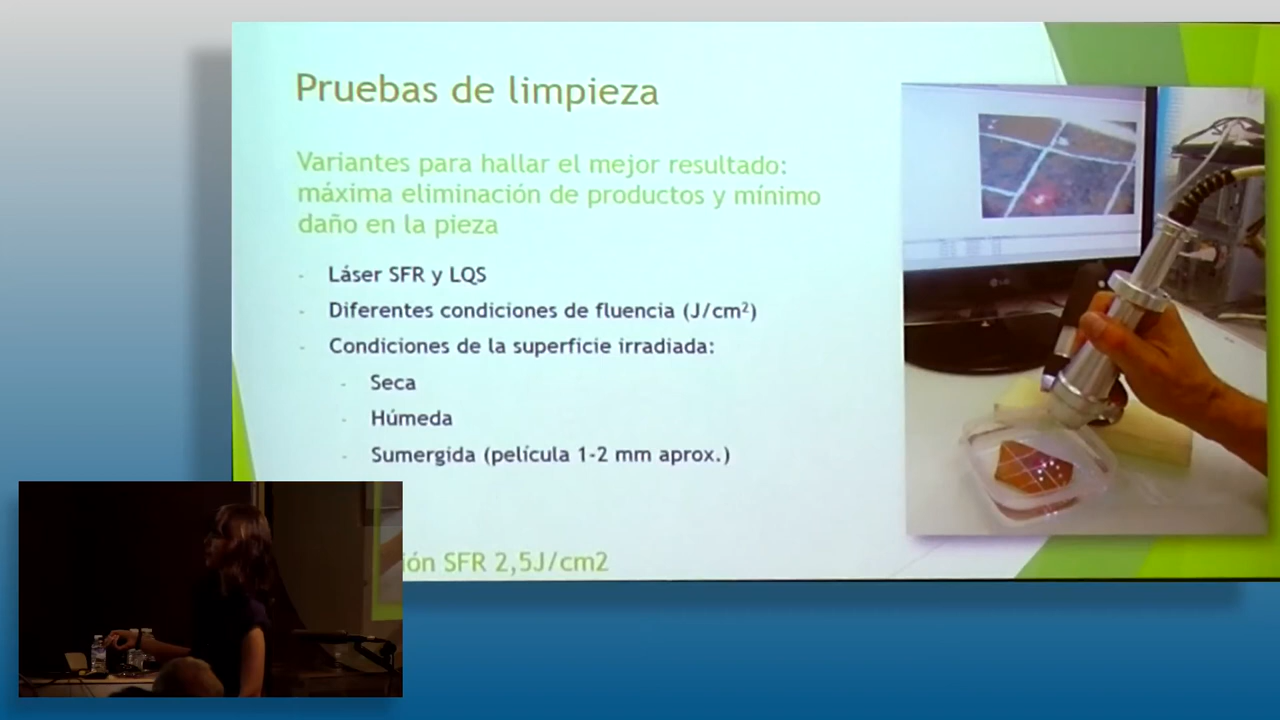 Pruebas de limpieza
Variantes para hallar el mejor resultado:
máxima eliminación de productos y mínimo
daño en la pieza
- Láser SFR y LQS
- Diferentes condiciones de fluencia (J/cm²)
- Condiciones de la superficie irradiada:
- Seca
- Húmeda
- Sumergida (película 1-2 mm aprox.)
SFR 2,5J/cm2
LG